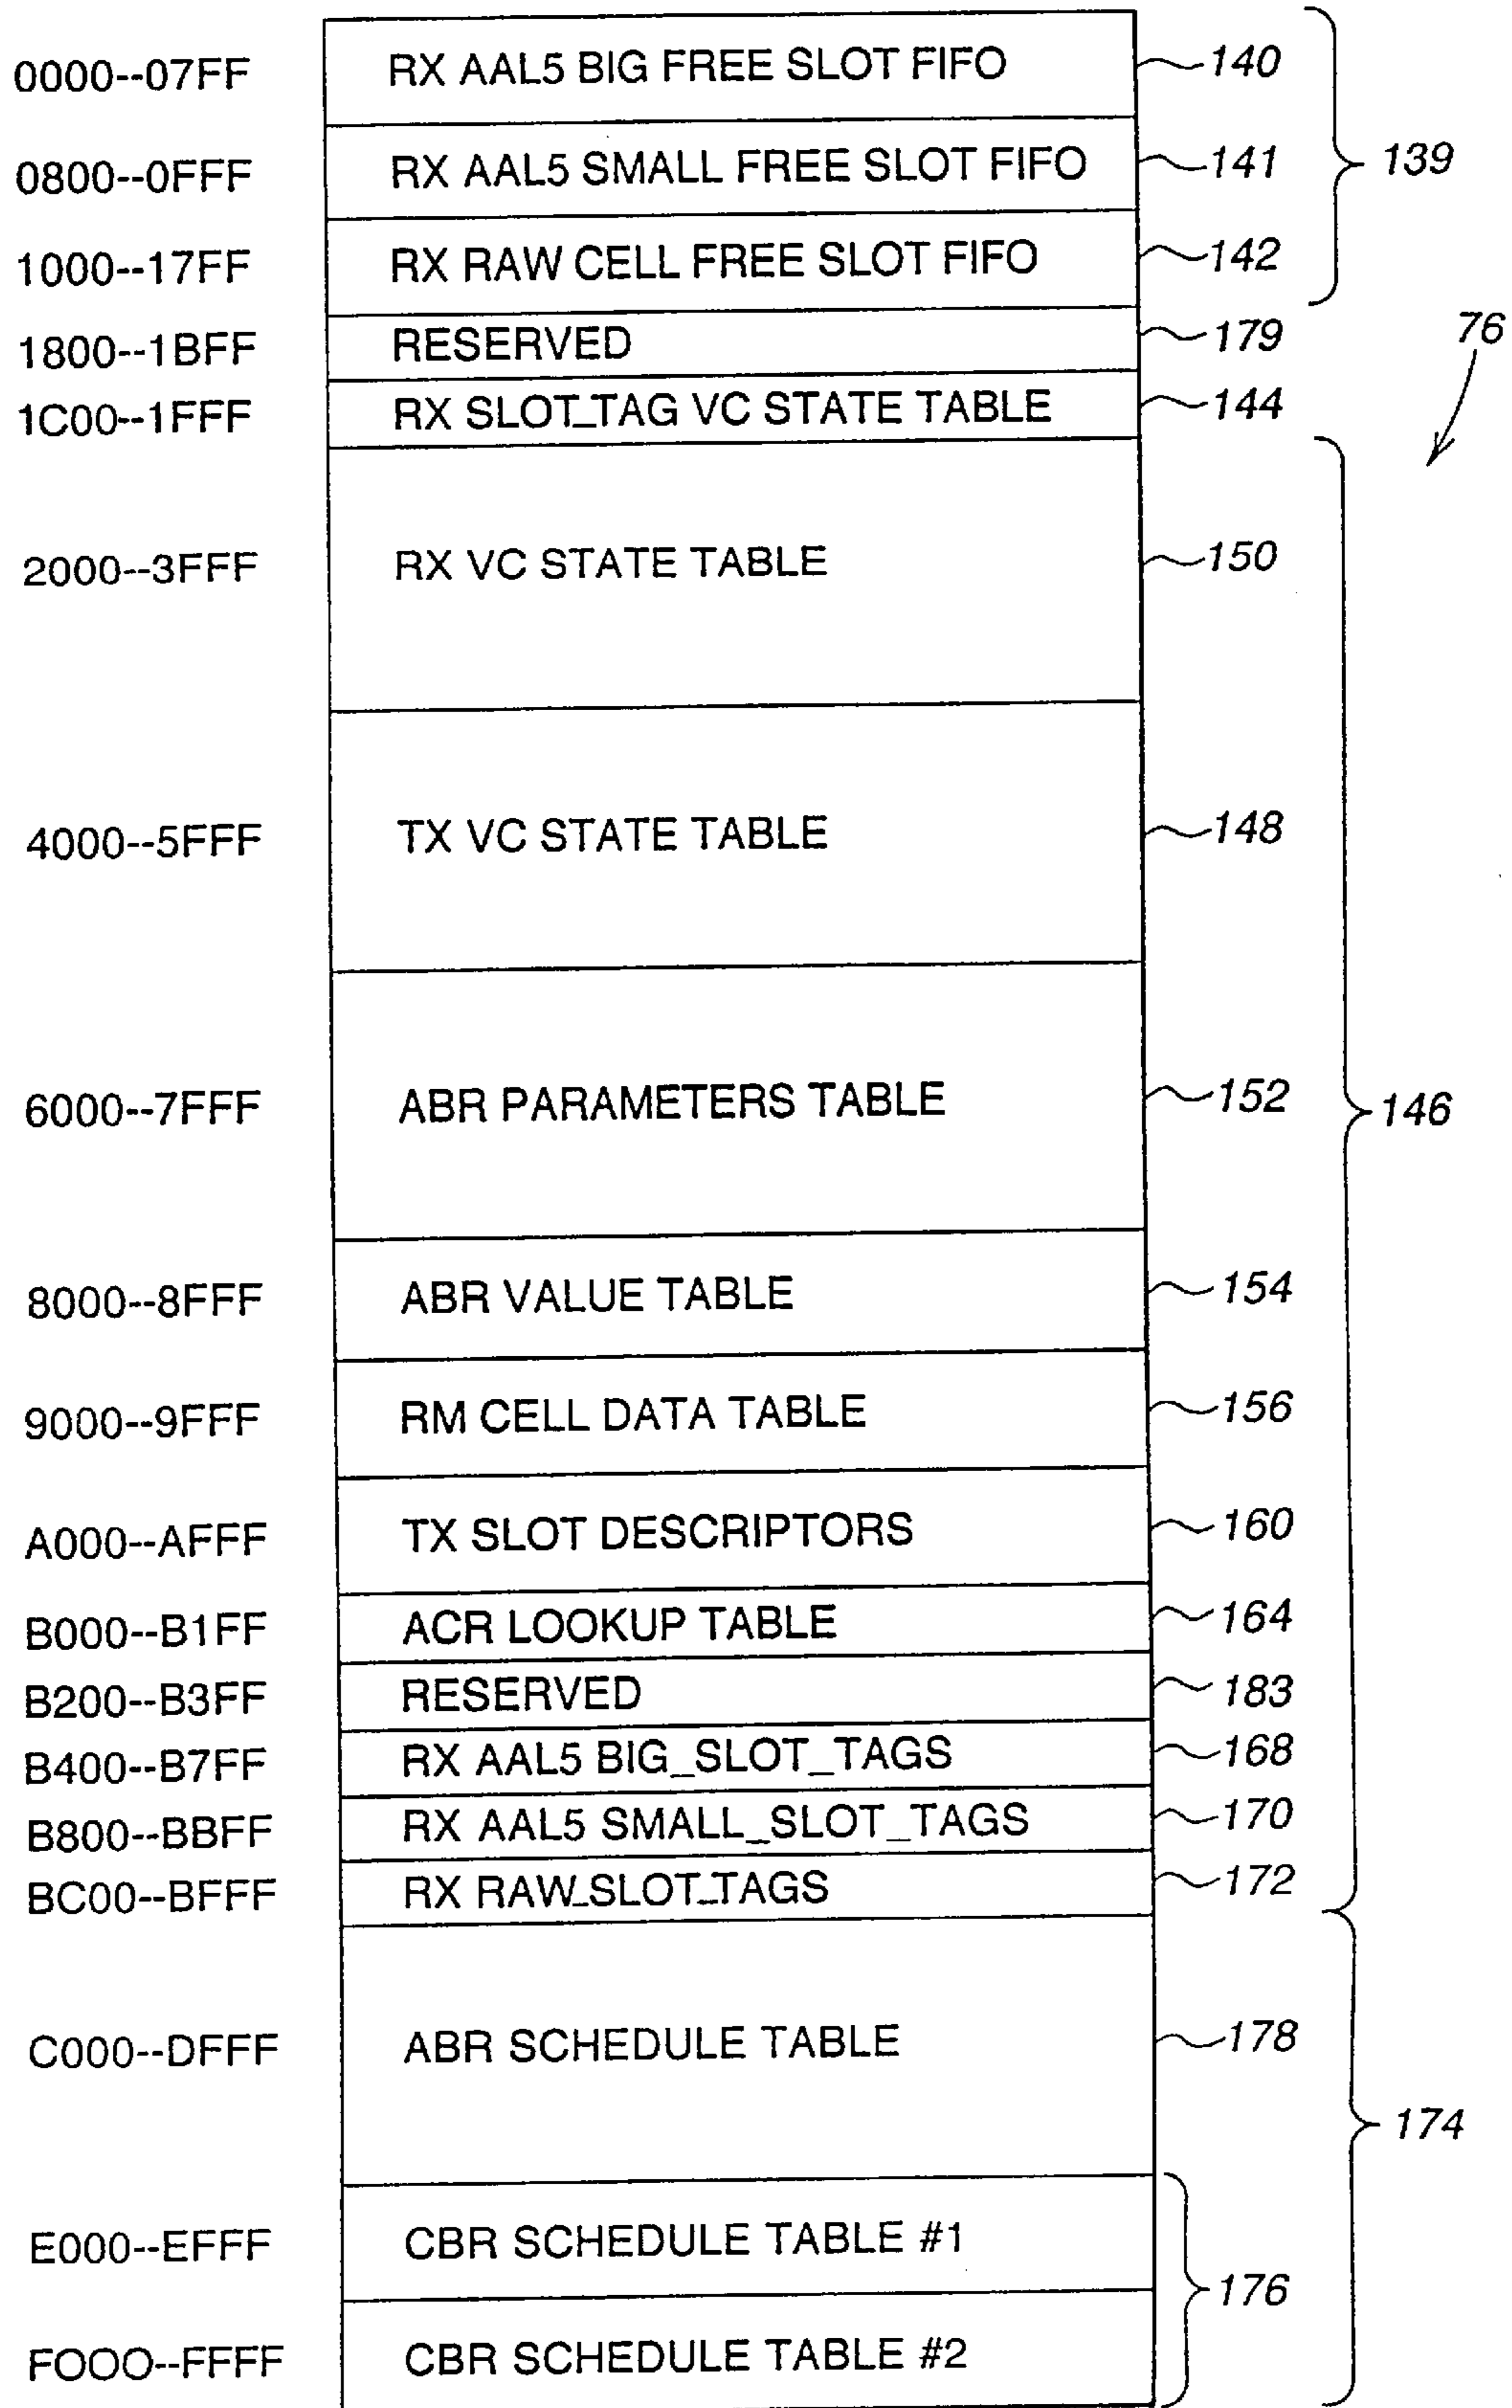 0000--07FF RX AAL5 BIG FREE SLOT FIFO 140
0800--0FFF RX AAL5 SMALL FREE SLOT FIFO 141 139
1000--17FF RX RAW CELL FREE SLOT FIFO 142
1800--1BFF RESERVED 179 76
1C00--1FFF RX SLOT_TAG VC STATE TABLE 144
2000--3FFF RX VC STATE TABLE 150
4000--5FFF TX VC STATE TABLE 148
6000--7FFF ABR PARAMETERS TABLE 152 146
8000--8FFF ABR VALUE TABLE 154
9000--9FFF RM CELL DATA TABLE 156
A000--AFFF TX SLOT DESCRIPTORS 160
B000--B1FF ACR LOOKUP TABLE 164
B200--B3FF RESERVED 183
B400--B7FF RX AAL5 BIG_SLOT_TAGS 168
B800--BBFF RX AAL5 SMALL_SLOT_TAGS 170
BC00--BFFF RX RAW_SLOT_TAGS 172
C000--DFFF ABR SCHEDULE TABLE 178
174
E000--EFFF CBR SCHEDULE TABLE #1
176
FOOO--FFFF CBR SCHEDULE TABLE #2